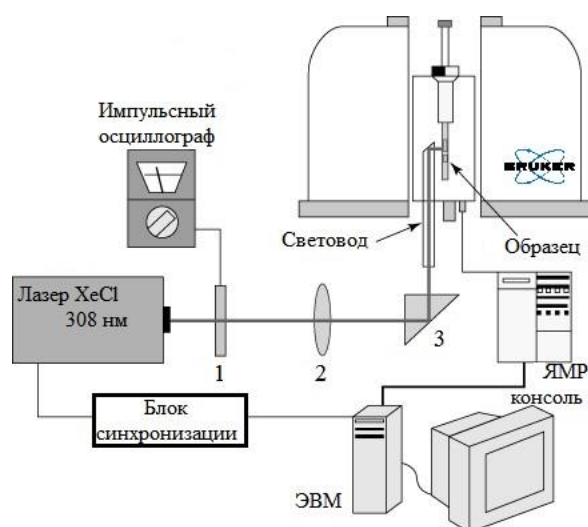 Импульсный
осциллограф
BRUKER
Световод
Образец
Лазер XeCl
308 нм
1
2
3
ЯМР
консоль
Блок
синхронизации
ЭВМ